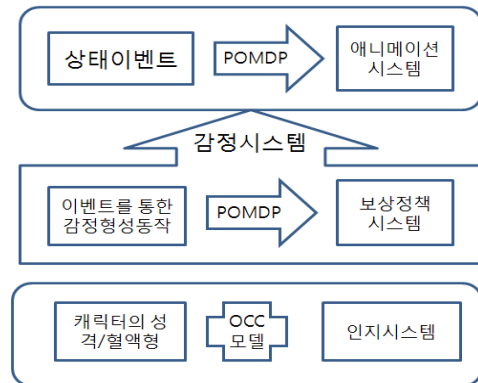 상태이벤트
POMDP
애니메이션
시스템
감정시스템
이벤트를 통한
감정형성동작
POMDP
보상정책
시스템
캐릭터의 성
격/혈액형
OCC
모델
인지시스템